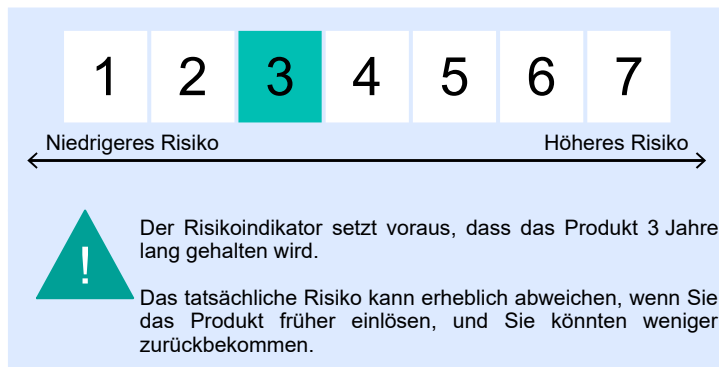 1 2 3 4 5 6 7
Niedrigeres Risiko Höheres Risiko
!
Der Risikoindikator setzt voraus, dass das Produkt 3 Jahre
lang gehalten wird.
Das tatsächliche Risiko kann erheblich abweichen, wenn Sie
das Produkt früher einlösen, und Sie könnten weniger
zurückbekommen.